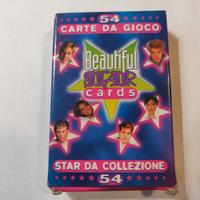 54
CARTE DA GIOCO
Beautiful
STAR
cards
STAR DA COLLEZIONE
54